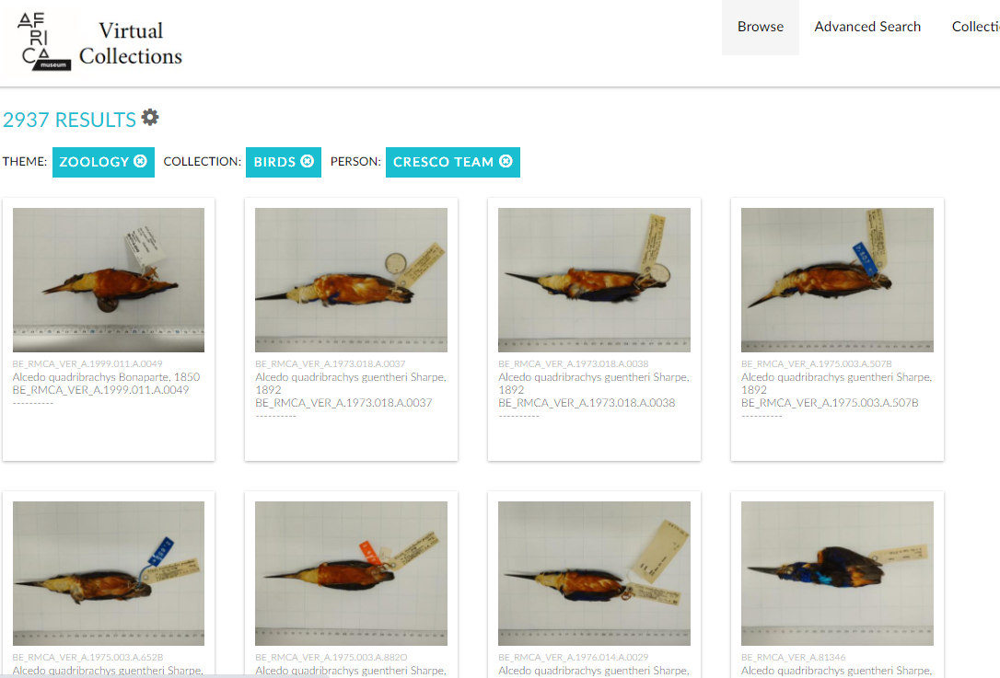 AFRICA
museum
Virtual
Collections
Browse
Advanced Search
Collecti
2937 RESULTS
THEME: ZOOLOGY COLLECTION: BIRDS PERSON: CRESCO TEAM
BE_RMCA_VER_A.1999.011.A.0049
Alcedo quadribrachys Bonaparte, 1850
BE_RMCA_VER_A.1999.011.A.0049
----------
BE_RMCA_VER_A.1973.018.A.0037
Alcedo quadribrachys guentheri Sharpe,
1892
BE_RMCA_VER_A.1973.018.A.0037
----------
BE_RMCA_VER_A.1973.018.A.0038
Alcedo quadribrachys guentheri Sharpe,
1892
BE_RMCA_VER_A.1973.018.A.0038
----------
BE_RMCA_VER_A.1975.003.A.507B
Alcedo quadribrachys guentheri Sharpe,
1892
BE_RMCA_VER_A.1975.003.A.507B
----------
BE_RMCA_VER_A.1975.003.A.652B
Alcedo quadribrachys guentheri Sharpe,
BE_RMCA_VER_A.1975.003.A.882O
Alcedo quadribrachys guentheri Sharpe,
BE_RMCA_VER_A.1976.014.A.0029
Alcedo quadribrachys guentheri Sharpe,
BE_RMCA_VER_A.81346
Alcedo quadribrachys guentheri Sharpe,